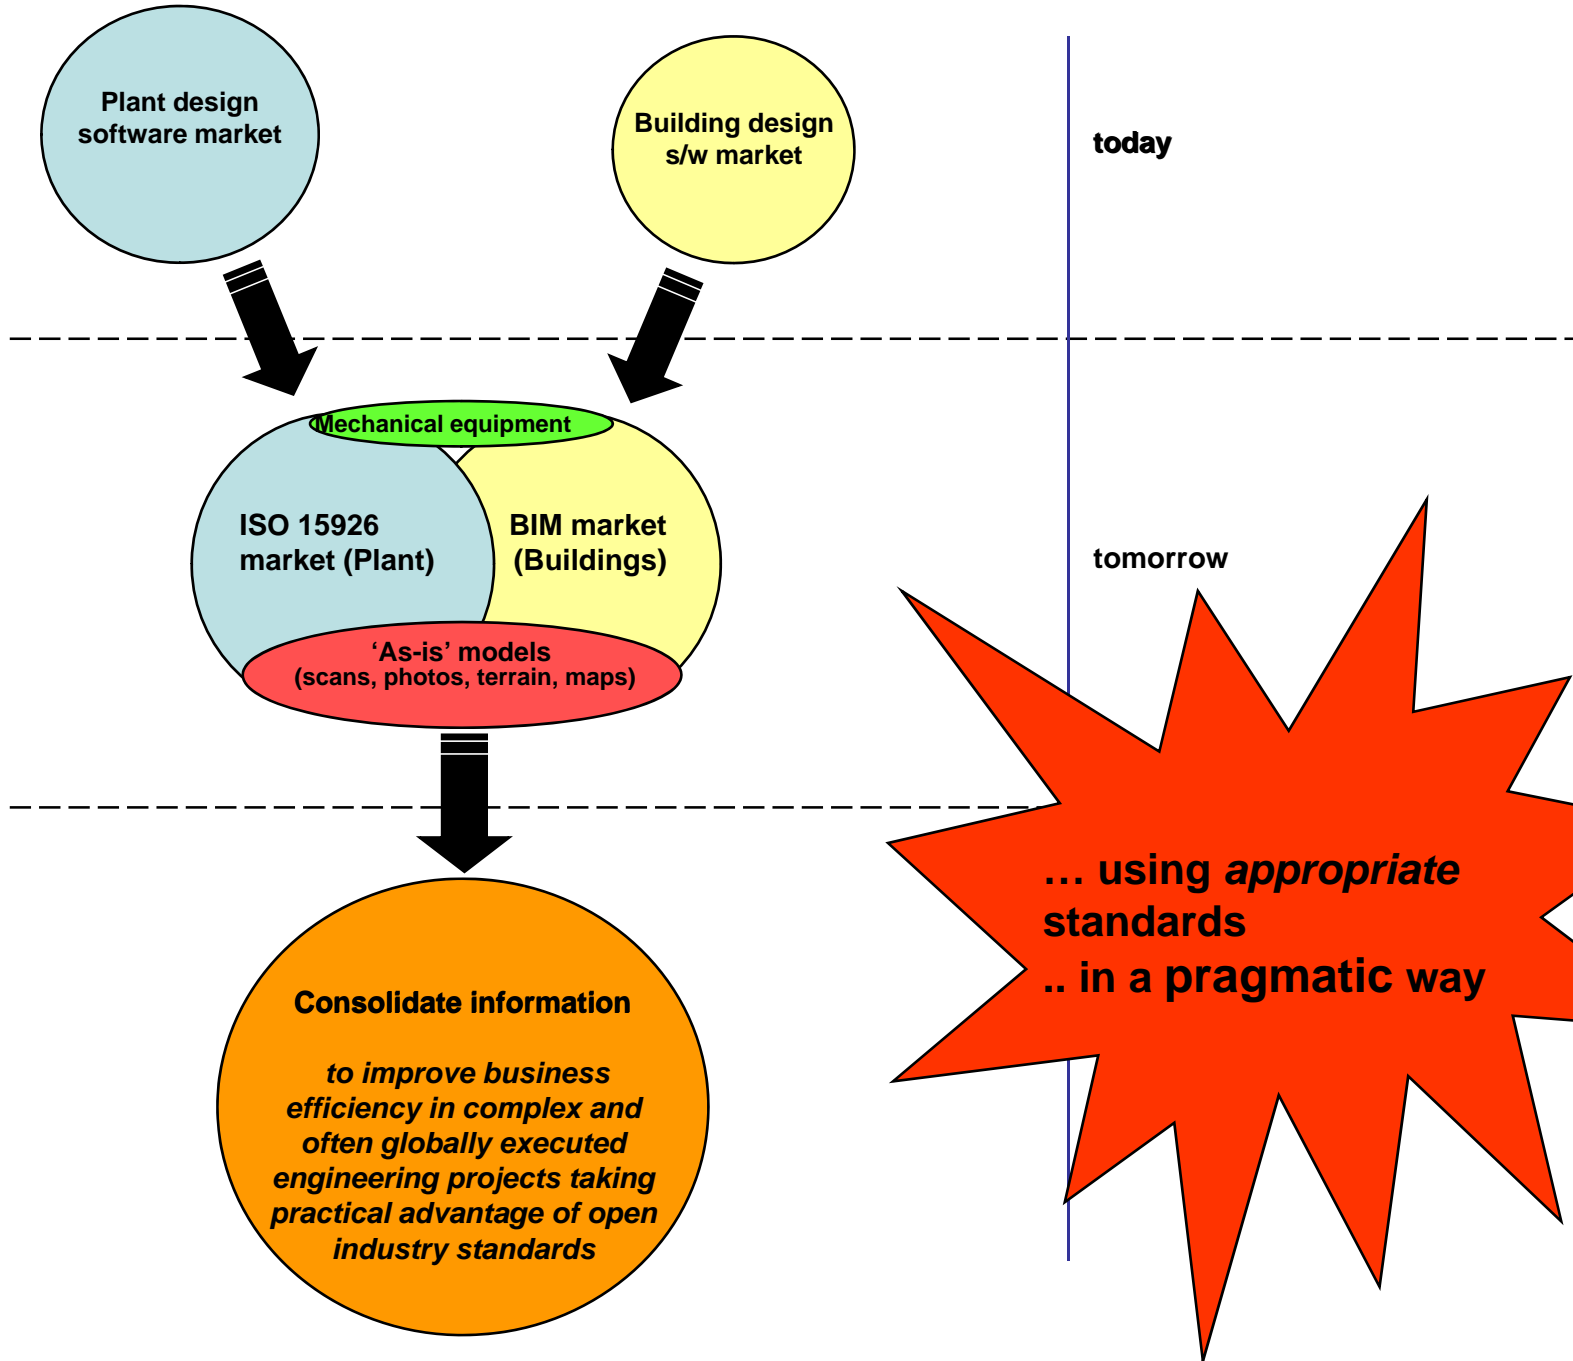 Plant design
software market
Building design
s/w market
today
Mechanical equipment
ISO 15926
market (Plant)
BIM market
(Buildings)
tomorrow
‘As-is’ models
(scans, photos, terrain, maps)
… using appropriate
standards
.. in a pragmatic way
Consolidate information
to improve business
efficiency in complex and
often globally executed
engineering projects taking
practical advantage of open
industry standards